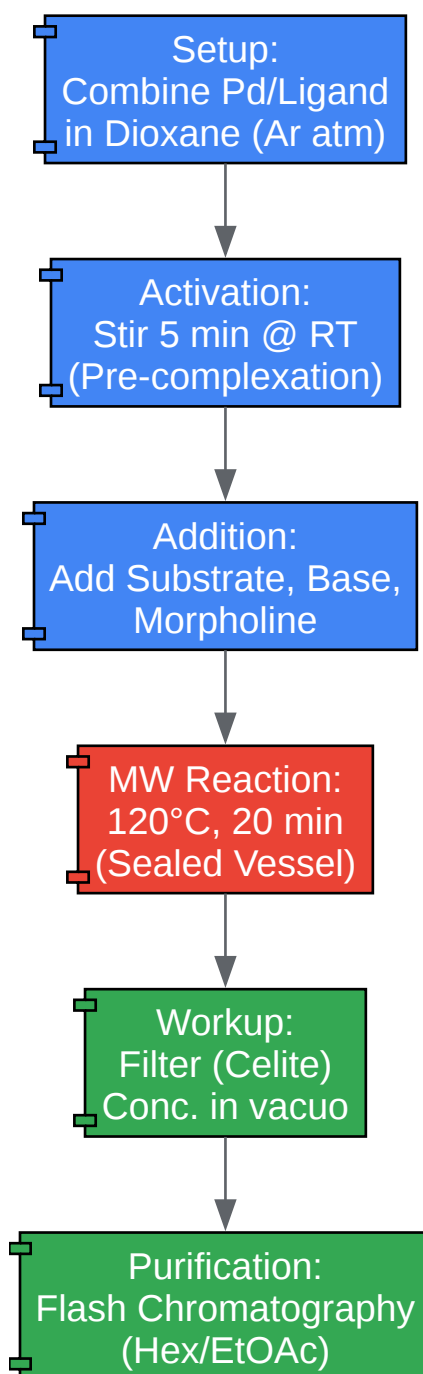 Setup:
Combine Pd/Ligand
in Dioxane (Ar atm)
Activation:
Stir 5 min @ RT
(Pre-complexation)
Addition:
Add Substrate, Base,
Morpholine
MW Reaction:
120°C, 20 min
(Sealed Vessel)
Workup:
Filter (Celite)
Conc. in vacuo
Purification:
Flash Chromatography
(Hex/EtOAc)